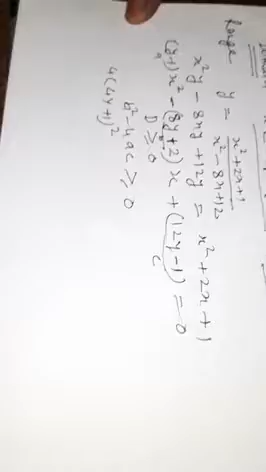 Range
y = x²+2x+1 / x²-8x+12
x²y - 8xy + 12y = x² + 2x + 1
(y-1)x² - (8y+2)x + (12y-1) = 0
a
c
D ≥ 0
b² - 4ac ≥ 0
4(4y+1)²